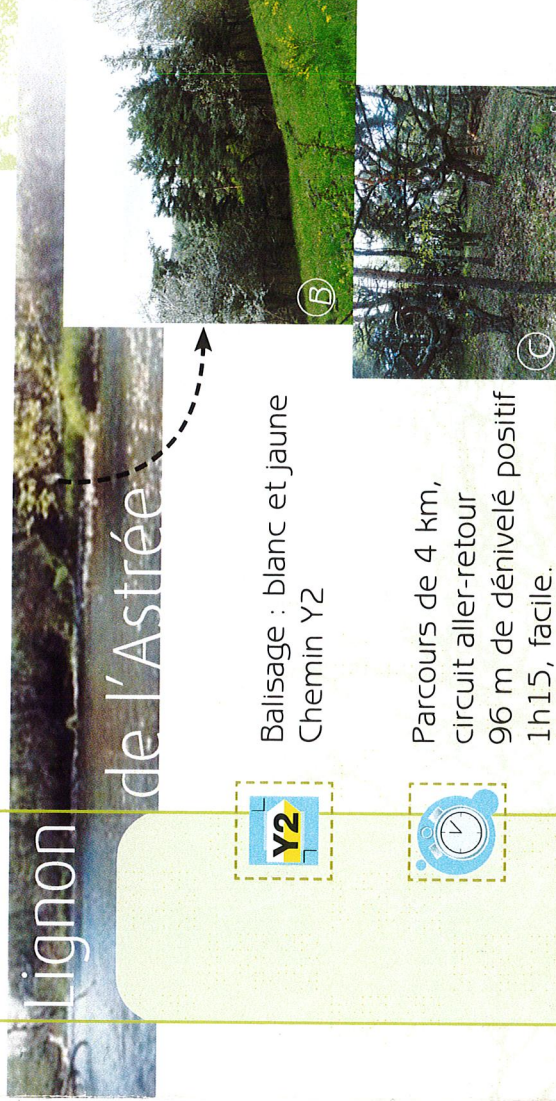 Lignon
de l'Astrée
B
Y2
Balisage : blanc et jaune
Chemin Y2
Parcours de 4 km,
circuit aller-retour
96 m de dénivelé positif
1h15, facile.
C